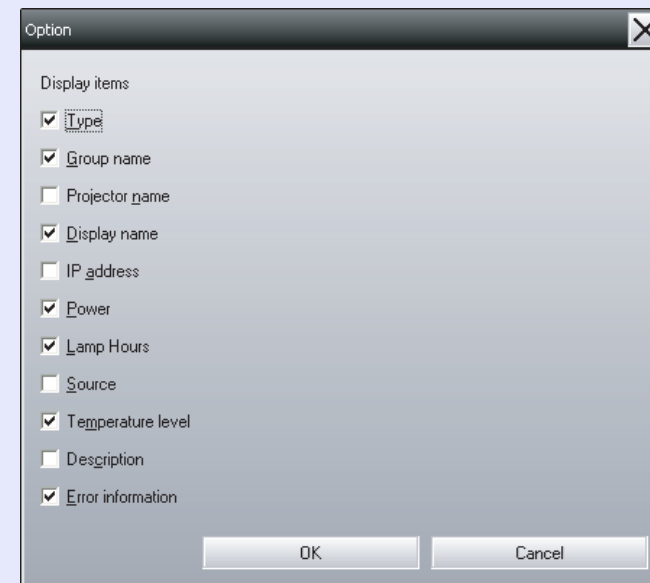 Option
Display items
Type
Group name
Projector name
Display name
IP address
Power
Lamp Hours
Source
Temperature level
Description
Error information
OK Cancel